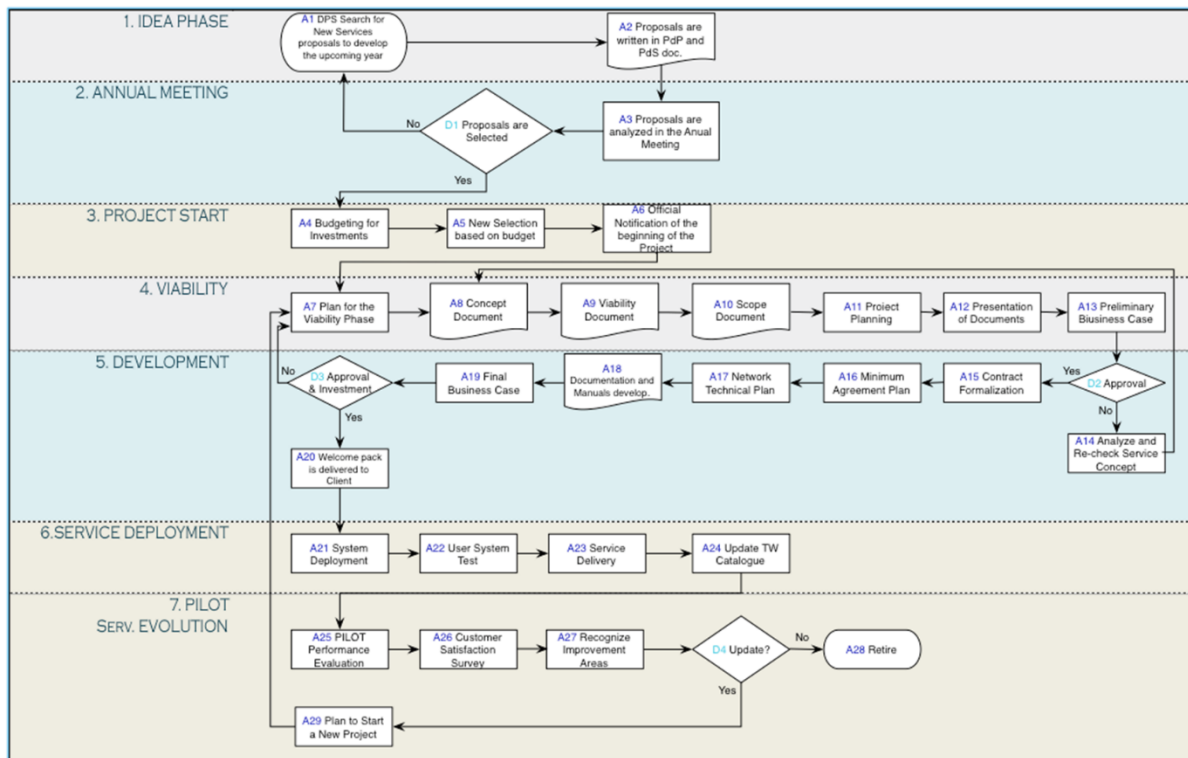 1. IDEA PHASE
A1 DPS Search for
New Services
proposals to develop
the upcoming year
A2 Proposals are
written in PdP and
PdS doc.
2. ANNUAL MEETING
No
D1 Proposals are
Selected
A3 Proposals are
analyzed in the Anual
Meeting
Yes
3. PROJECT START
A4 Budgeting for
Investments
A5 New Selection
based on budget
A6 Official
Notification of the
beginning of the
Project
4. VIABILITY
A7 Plan for the
Viability Phase
A8 Concept
Document
A9 Viability
Document
A10 Scope
Document
A11 Project
Planning
A12 Presentation
of Documents
A13 Preliminary
Biusiness Case
5. DEVELOPMENT
No
D3 Approval
& Investment
Yes
A19 Final
Business Case
A18
Documentation and
Manuals develop.
A17 Network
Technical Plan
A16 Minimum
Agreement Plan
A15 Contract
Formalization
Yes
D2 Approval
No
A14 Analyze and
Re-check Service
Concept
A20 Welcome pack
is delivered to
Client
6.SERVICE DEPLOYMENT
A21 System
Deployment
A22 User System
Test
A23 Service
Delivery
A24 Update TW
Catalogue
7. PILOT
SERV. EVOLUTION
A25 PILOT
Performance
Evaluation
A26 Customer
Satisfaction
Survey
A27 Recognize
Improvement
Areas
D4 Update?
No
A28 Retire
Yes
A29 Plan to Start
a New Project